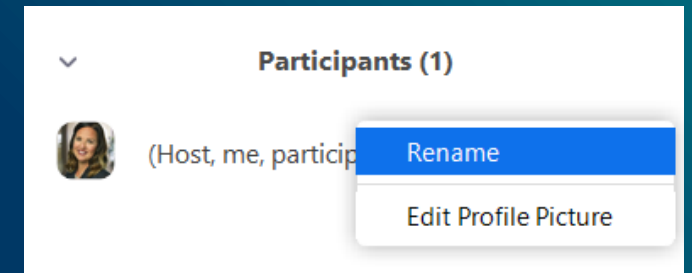 Participants (1)
(Host, me, particip
Rename
Edit Profile Picture